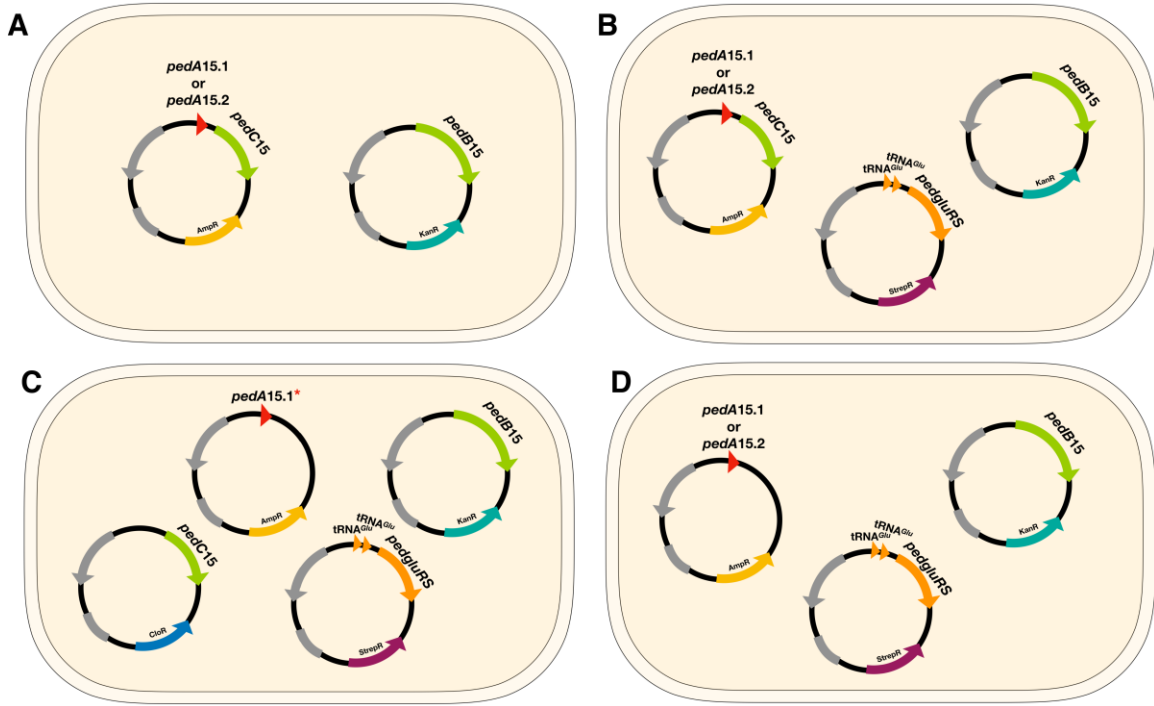 A
pedA15.1
or
pedA15.2
pedC15
AmpR
pedB15
KanR
B
pedA15.1
or
pedA15.2
pedC15
AmpR
tRNAGlu
tRNAGlu
pedgluRS
StrepR
pedB15
KanR
C
pedA15.1*
AmpR
pedB15
KanR
pedC15
CloR
tRNAGlu
tRNAGlu
pedgluRS
StrepR
D
pedA15.1
or
pedA15.2
AmpR
pedB15
KanR
tRNAGlu
tRNAGlu
pedgluRS
StrepR